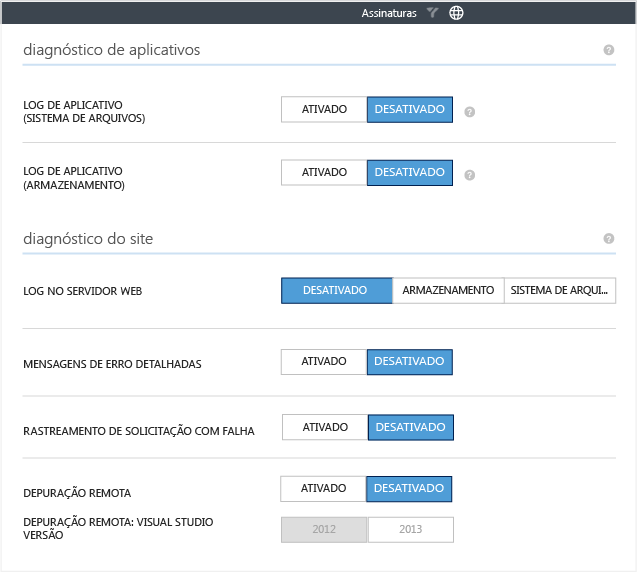 Assinaturas
diagnóstico de aplicativos
?
LOG DE APLICATIVO
(SISTEMA DE ARQUIVOS)
ATIVADO DESATIVADO ?
LOG DE APLICATIVO
(ARMAZENAMENTO)
ATIVADO DESATIVADO ?
diagnóstico do site
?
LOG NO SERVIDOR WEB DESATIVADO ARMAZENAMENTO SISTEMA DE ARQUI...
MENSAGENS DE ERRO DETALHADAS ATIVADO DESATIVADO
RASTREAMENTO DE SOLICITAÇÃO COM FALHA ATIVADO DESATIVADO
DEPURAÇÃO REMOTA ATIVADO DESATIVADO
DEPURAÇÃO REMOTA: VISUAL STUDIO
VERSÃO
2012 2013